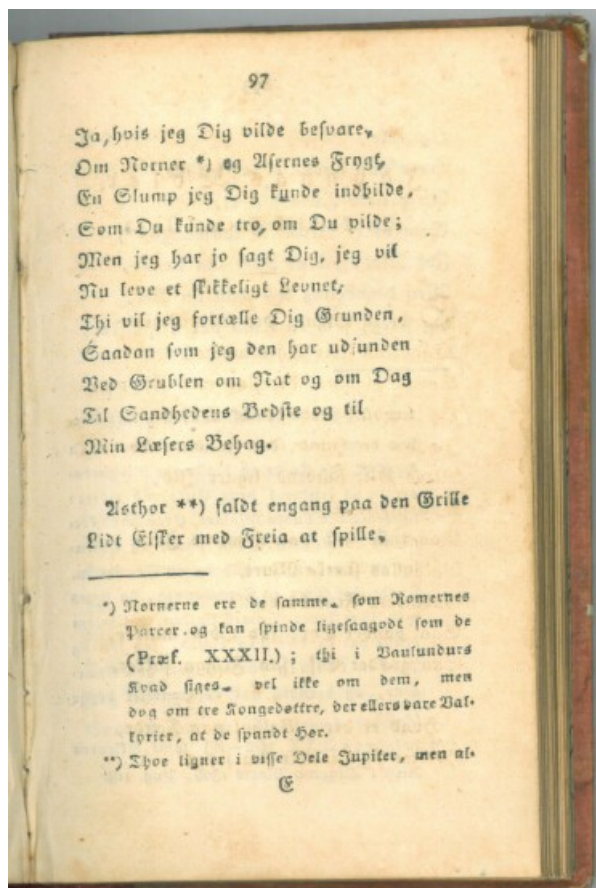 97
Ja, hvis jeg Dig vilde besvare,
Om Norner *) og Asernes Frygt,
En Slump jeg Dig kunde indbilde,
Som Du kunde tro, om Du vilde;
Men jeg har jo sagt Dig, jeg vil
Nu leve et skikkeligt Levnet,
Thi vil jeg fortælle Dig Grunden,
Saadan som jeg den har udfunden
Ved Grublen om Nat og om Dag
Til Sandhedens Bedste og til
Min Læsers Behag.
Asthor **) faldt engang paa den Grille
Lidt Elsker med Freia at spille,
*) Nornerne ere de samme, som Romernes
Parcer og kan spinde ligesaagodt som de
(Præf. XXXII.); thi i Vaulundurs
Kvad siges, vel ikke om dem, men
dog om tre Kongedøttre, der ellers vare Val-
kyrier, at de spandt Hør.
**) Thor ligner i visse Dele Jupiter, men al-
E